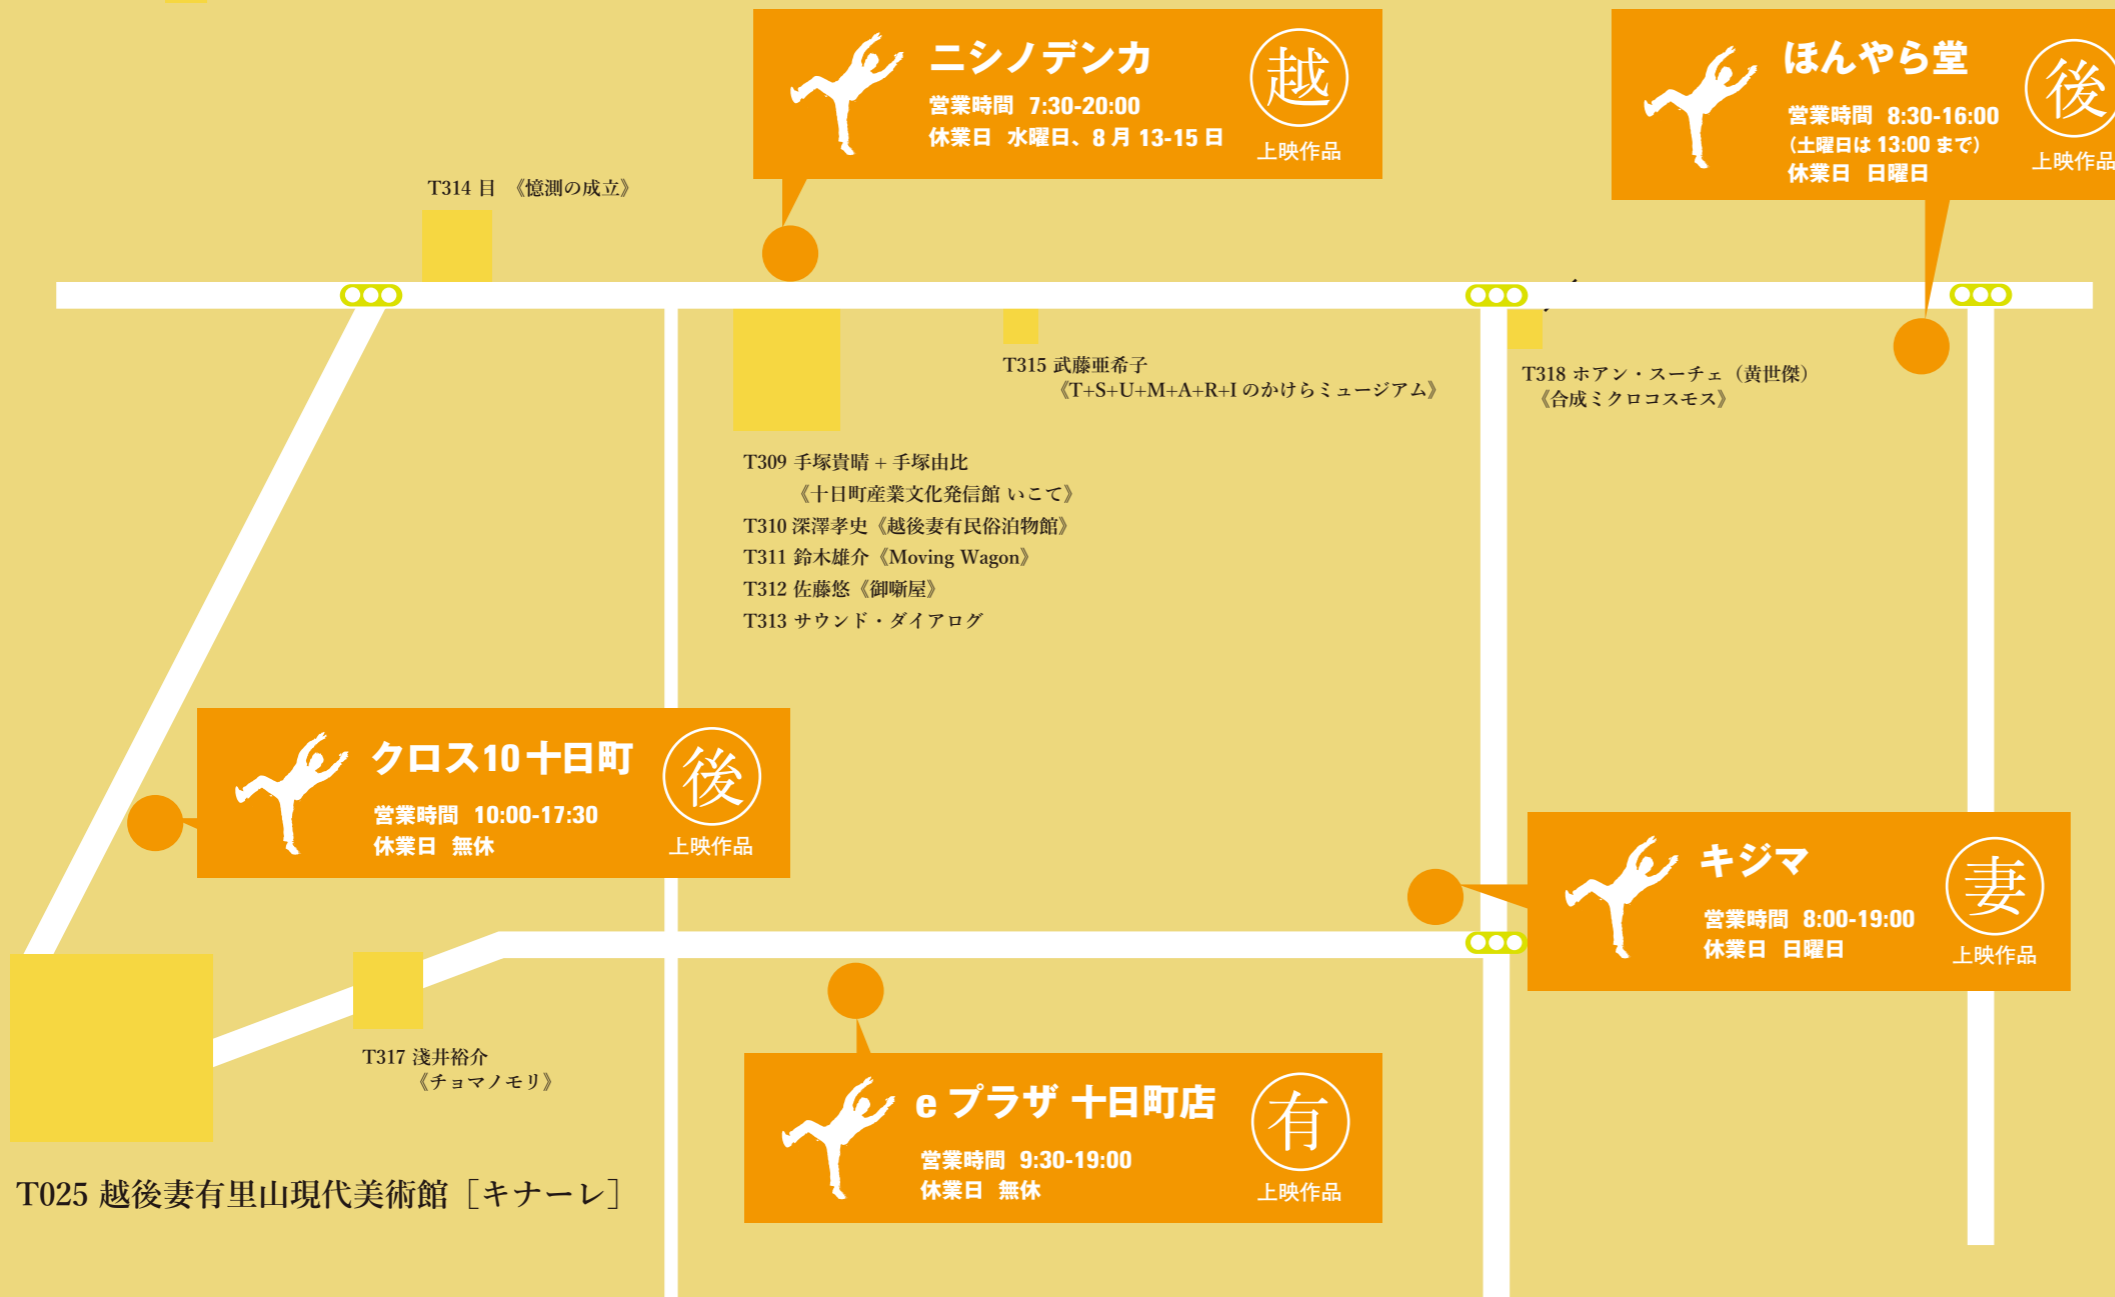 ニシノデンカ
営業時間 7:30-20:00
休業日 水曜日、8月13-15日
越
上映作品
ほんやら堂
営業時間 8:30-16:00
(土曜日は13:00まで)
休業日 日曜日
後
上映作品
T314 目 《憶測の成立》
T315 武藤亜希子
《T+S+U+M+A+R+Iのかけらミュージアム》
T318 ホアン・スーチェ（黄世傑）
《合成ミクロコスモス》
T309 手塚貴晴 + 手塚由比
《十日町産業文化発信館 いこて》
T310 深澤孝史《越後妻有民俗泊物館》
T311 鈴木雄介《Moving Wagon》
T312 佐藤悠《御噺屋》
T313 サウンド・ダイアログ
クロス10十日町
営業時間 10:00-17:30
休業日 無休
後
上映作品
キジマ
営業時間 8:00-19:00
休業日 日曜日
妻
上映作品
T317 淺井裕介
《チョマノモリ》
e プラザ 十日町店
営業時間 9:30-19:00
休業日 無休
有
上映作品
T025 越後妻有里山現代美術館［キナーレ］